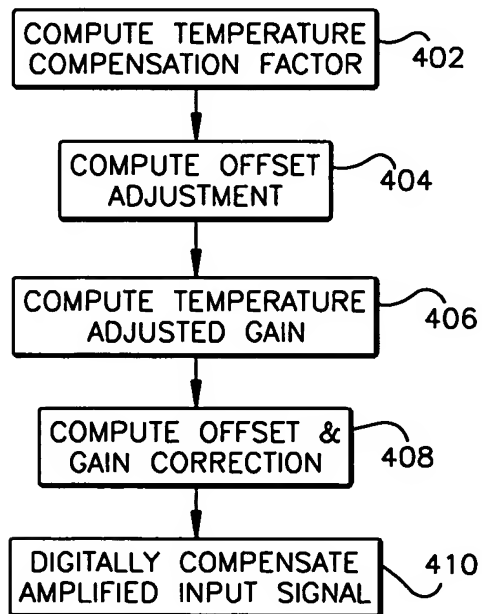 COMPUTE TEMPERATURE
COMPENSATION FACTOR
402
COMPUTE OFFSET
ADJUSTMENT
404
COMPUTE TEMPERATURE
ADJUSTED GAIN
406
COMPUTE OFFSET &
GAIN CORRECTION
408
DIGITALLY COMPENSATE
AMPLIFIED INPUT SIGNAL
410